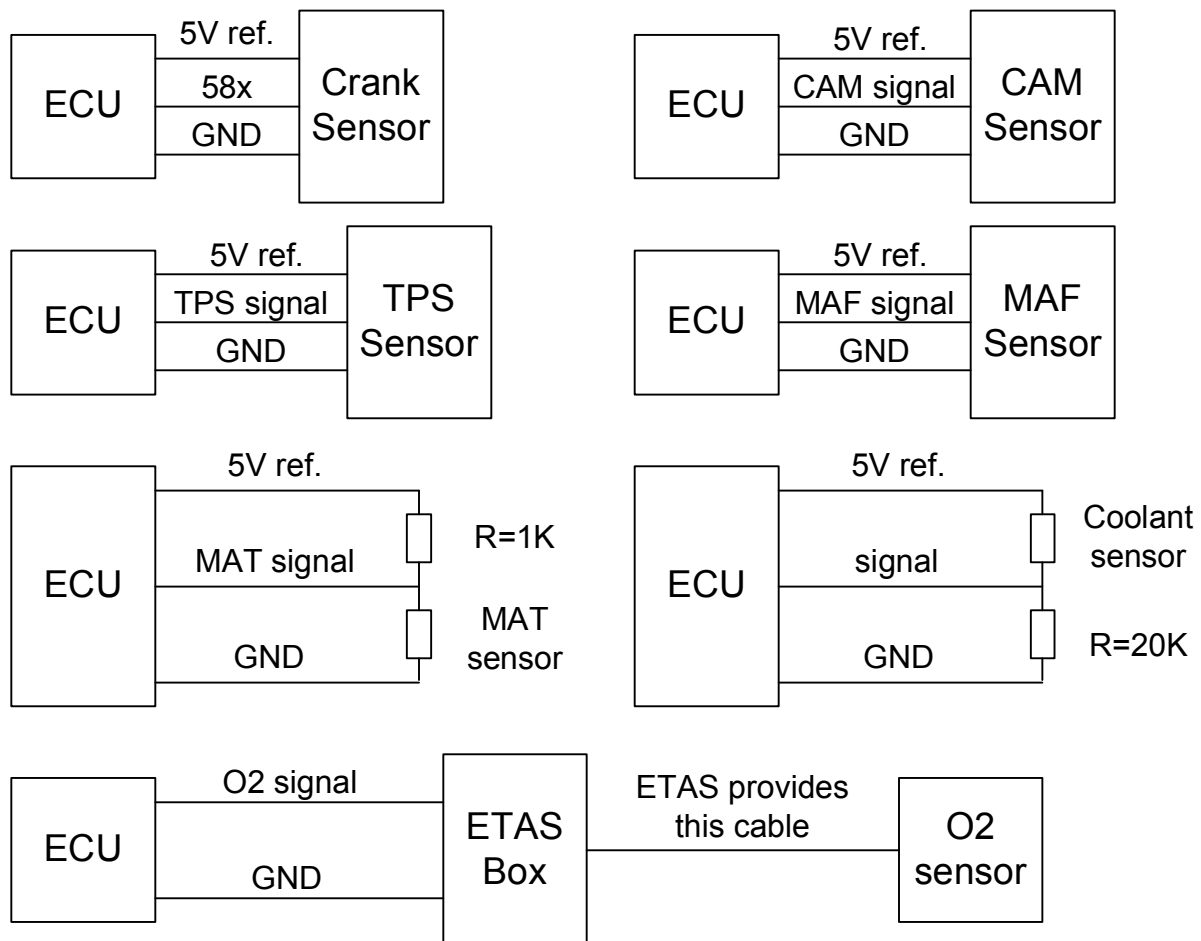 ECU
5V ref.
58x
GND
Crank
Sensor
ECU
5V ref.
CAM signal
GND
CAM
Sensor
ECU
5V ref.
TPS signal
GND
TPS
Sensor
ECU
5V ref.
MAF signal
GND
MAF
Sensor
ECU
5V ref.
MAT signal
GND
R=1K
MAT
sensor
ECU
5V ref.
signal
GND
Coolant
sensor
R=20K
ECU
O2 signal
GND
ETAS
Box
ETAS provides
this cable
O2
sensor